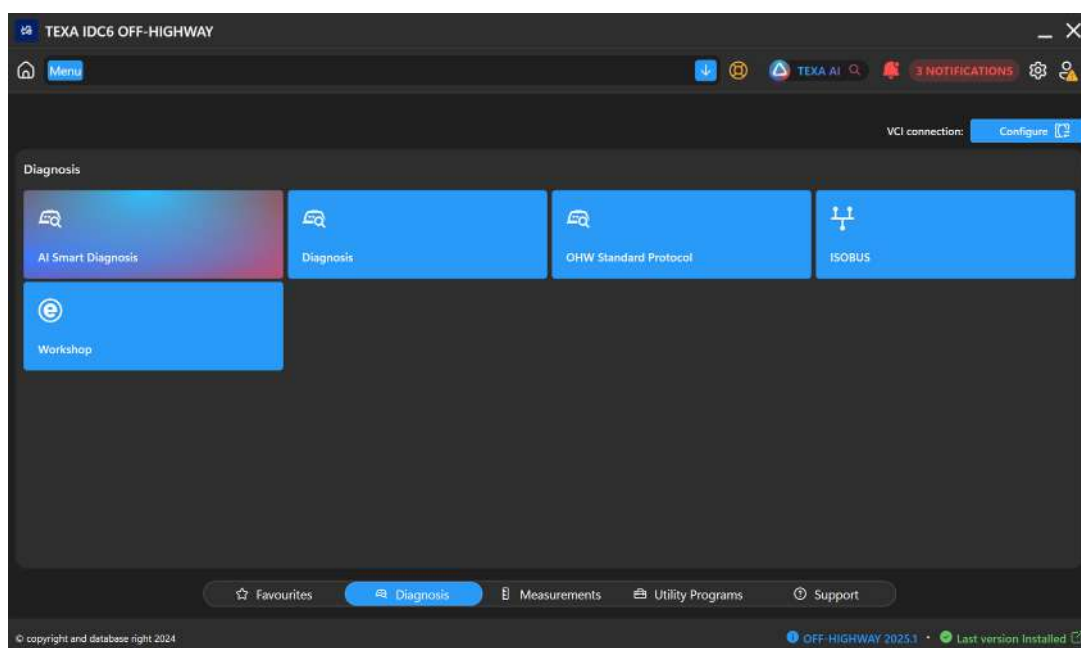 TEXA IDC6 OFF-HIGHWAY
Menu
TEXA AI
3 NOTIFICATIONS
VCI connection:
Configure
Diagnosis
AI Smart Diagnosis
Diagnosis
OHW Standard Protocol
ISOBUS
Workshop
Favourites
Diagnosis
Measurements
Utility Programs
Support
© copyright and database right 2024
OFF-HIGHWAY 2025.1 • Last version Installed